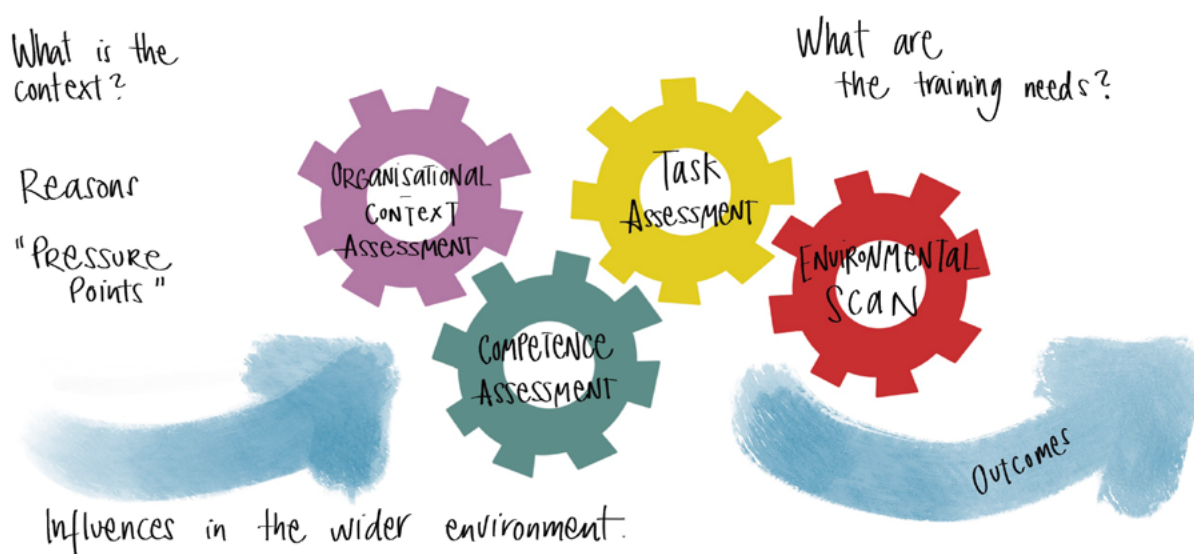 What is the
context?
Reasons
"Pressure
Points"
Organisational
-
Context
Assessment
Competence
Assessment
Task
Assessment
Environmental
Scan
What are
the training needs?
Outcomes
Influences in the wider environment.